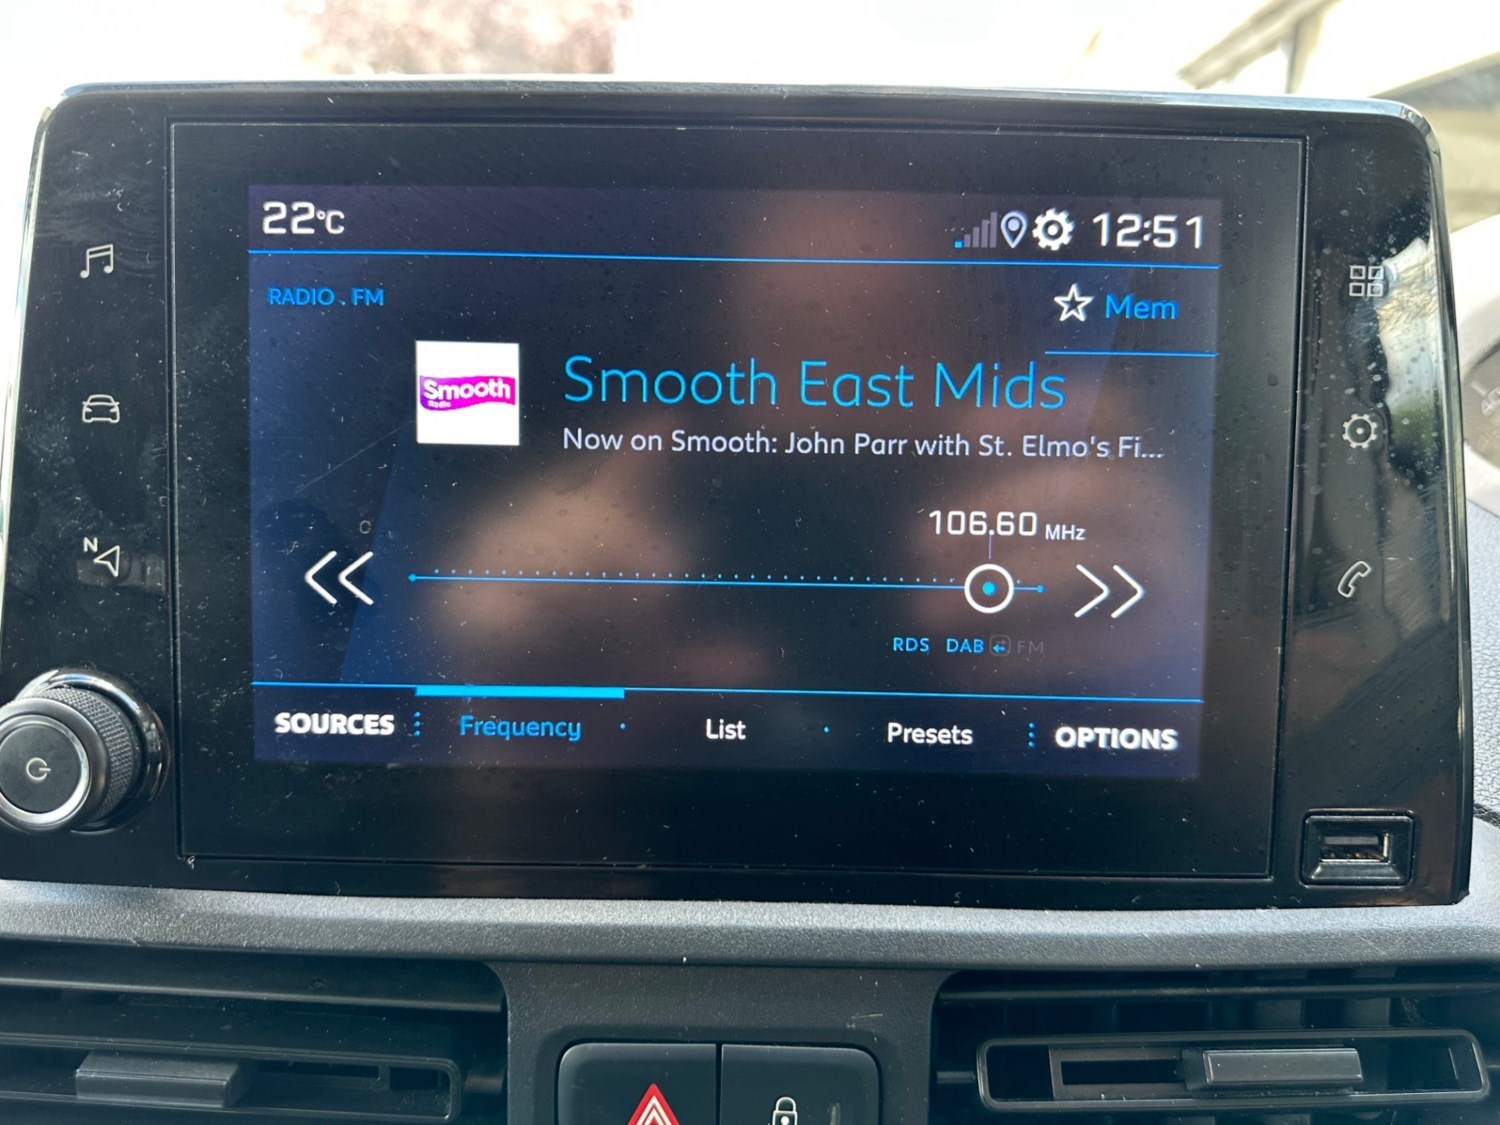 22°C
12:51
RADIO . FM
Mem
Smooth
Radio
Smooth East Mids
Now on Smooth: John Parr with St. Elmo's Fi...
106.60 MHz
RDS DAB FM
SOURCES Frequency List Presets OPTIONS
N